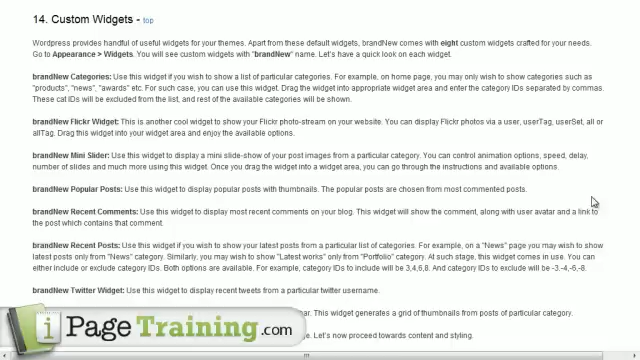 14. Custom Widgets - top
Wordpress provides handful of useful widgets for your themes. Apart from these default widgets, brandNew comes with eight custom widgets crafted for your needs.
Go to Appearance > Widgets. You will see custom widgets with "brandNew" name. Let's have a quick look on each widget.
brandNew Categories: Use this widget if you wish to show a list of particular categories. For example, on home page, you may only wish to show categories such as
"products", "news", "awards" etc. For such case, you can use this widget. Drag the widget into appropriate widget area and enter the category IDs separated by commas.
These cat IDs will be excluded from the list, and rest of the available categories will be shown.
brandNew Flickr Widget: This is another cool widget to show your Flickr photo-stream on your website. You can display Flickr photos via a user, userTag, userSet, all or
allTag. Drag this widget into your widget area and enjoy the available options.
brandNew Mini Slider: Use this widget to display a mini slide-show of your post images from a particular category. You can control animation options, speed, delay,
number of slides and much more using this widget. Once you drag the widget into a widget area, you can go through the instructions and available options.
brandNew Popular Posts: Use this widget to display popular posts with thumbnails. The popular posts are chosen from most commented posts.
brandNew Recent Comments: Use this widget to display most recent comments on your blog. This widget will show the comment, along with user avatar and a link to
the post which contains that comment.
brandNew Recent Posts: Use this widget if you wish to show your latest posts from a particular list of categories. For example, on a "News" page you may wish to show
latest posts only from "News" category. Similarly, you may wish to show "Latest works" only from "Portfolio" category. At such stage, this widget comes in use. You can
either include or exclude category IDs. Both options are available. For example, category IDs to include will be 3,4,6,8. And category IDs to exclude will be -3,-4,-6,-8.
brandNew Twitter Widget: Use this widget to display recent tweets from a particular twitter username.
This widget generates a grid of thumbnails from posts of particular category.
Let's now proceed towards content and styling.
i Page Training.com